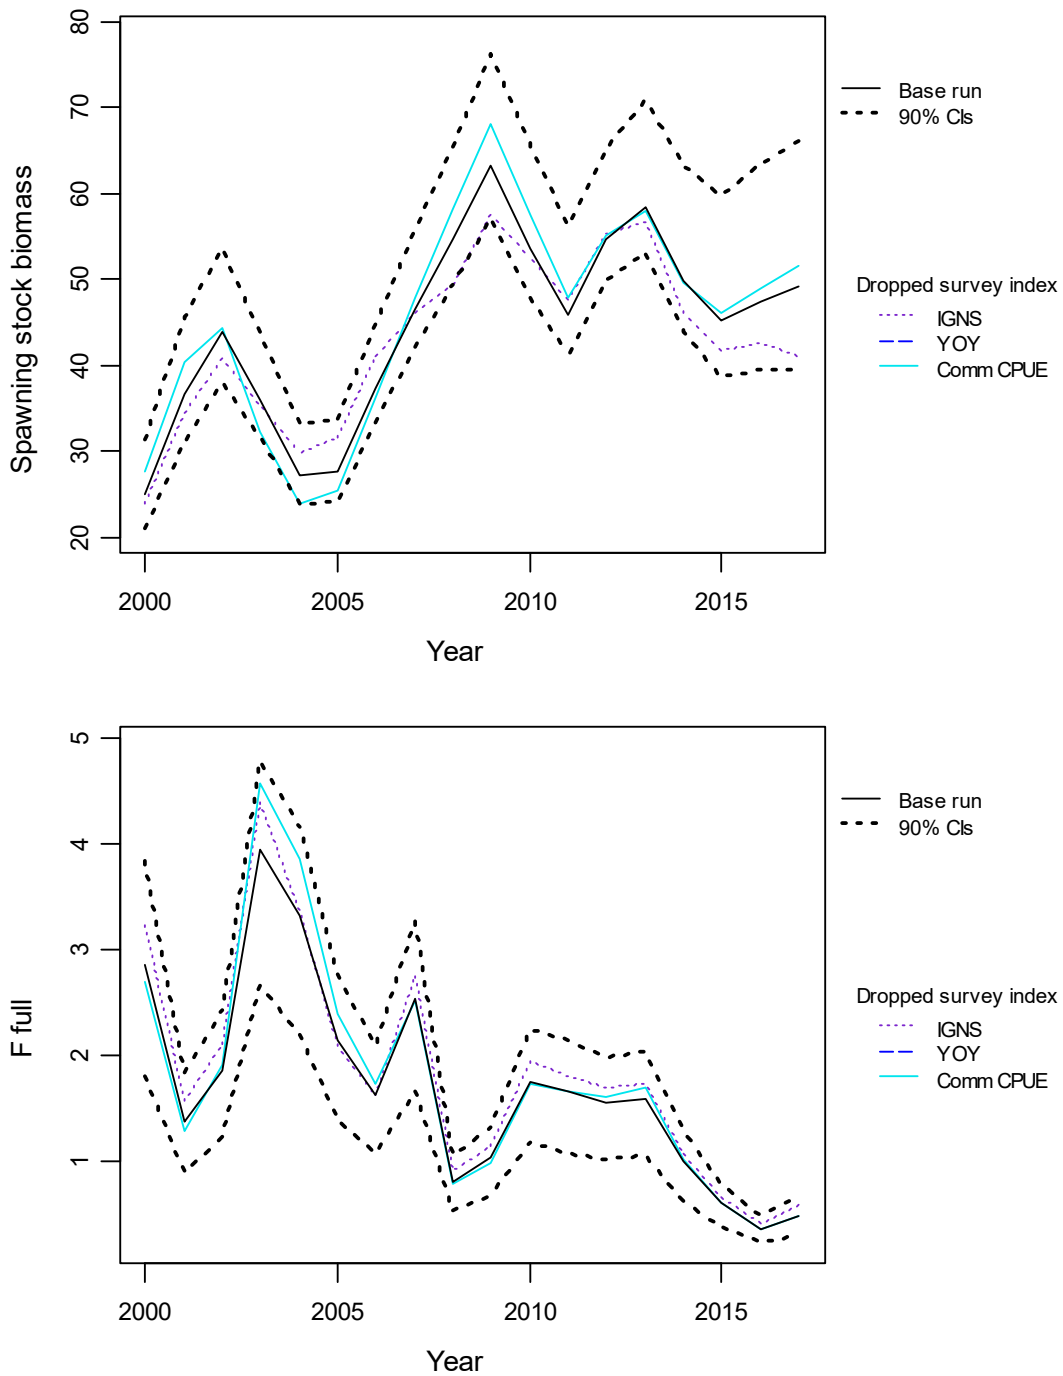 Spawning stock biomass
80
70
60
50
40
30
20
2000
2005
2010
2015
Year
Base run
90% CIs
Dropped survey index
IGNS
YOY
Comm CPUE
F full
5
4
3
2
1
2000
2005
2010
2015
Year
Base run
90% CIs
Dropped survey index
IGNS
YOY
Comm CPUE